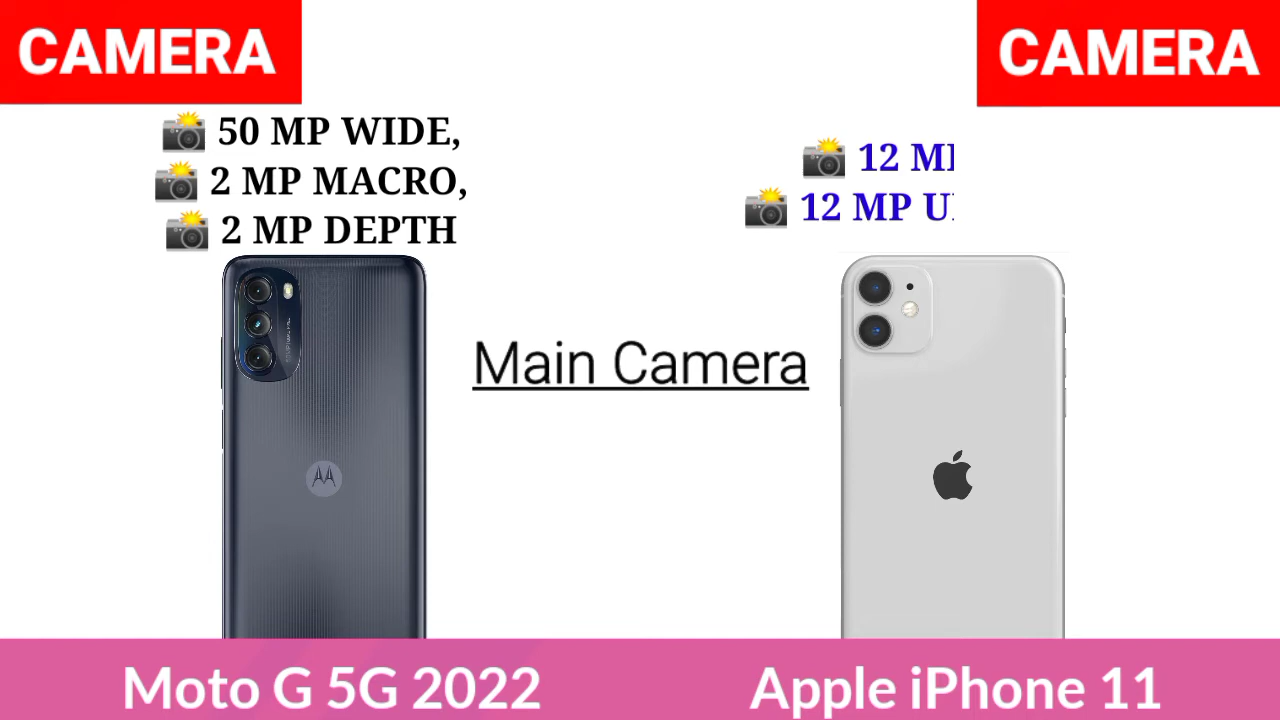 CAMERA
CAMERA
50 MP WIDE,
2 MP MACRO,
2 MP DEPTH
12
12 MP
Main Camera
Moto G 5G 2022
Apple iPhone 11